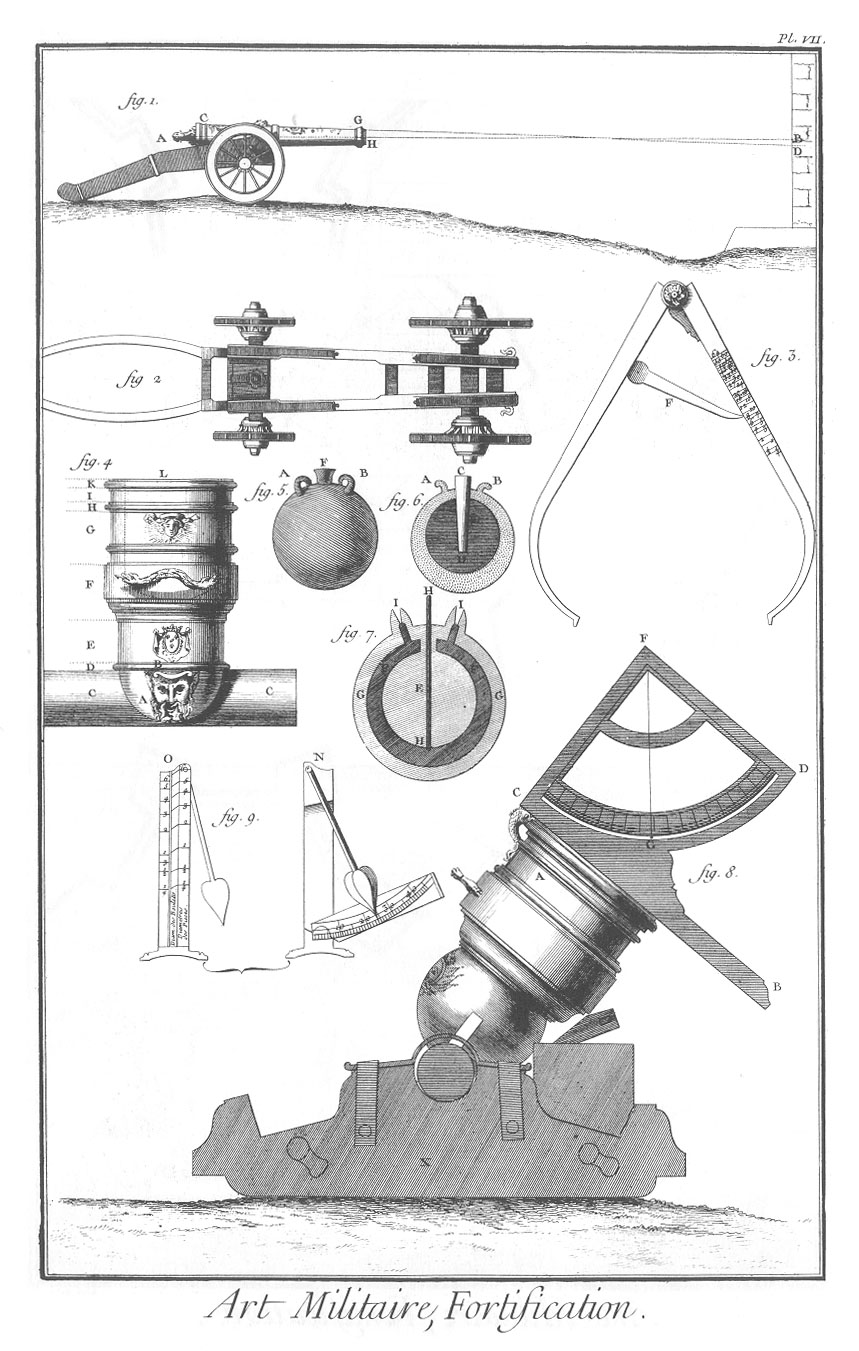 Pl. VII.
fig. 1.
C
G
A
H
B
D
fig 2
fig. 3.
F
fig. 4
L
K
I
H
G
F
E
D
B
C
A
C
fig. 5.
A
F
B
fig. 6.
A
C
B
fig. 7.
H
I
I
G
E
G
H
F
D
C
G
A
fig. 8.
B
X
O
N
fig. 9.
Art Militaire, Fortification.